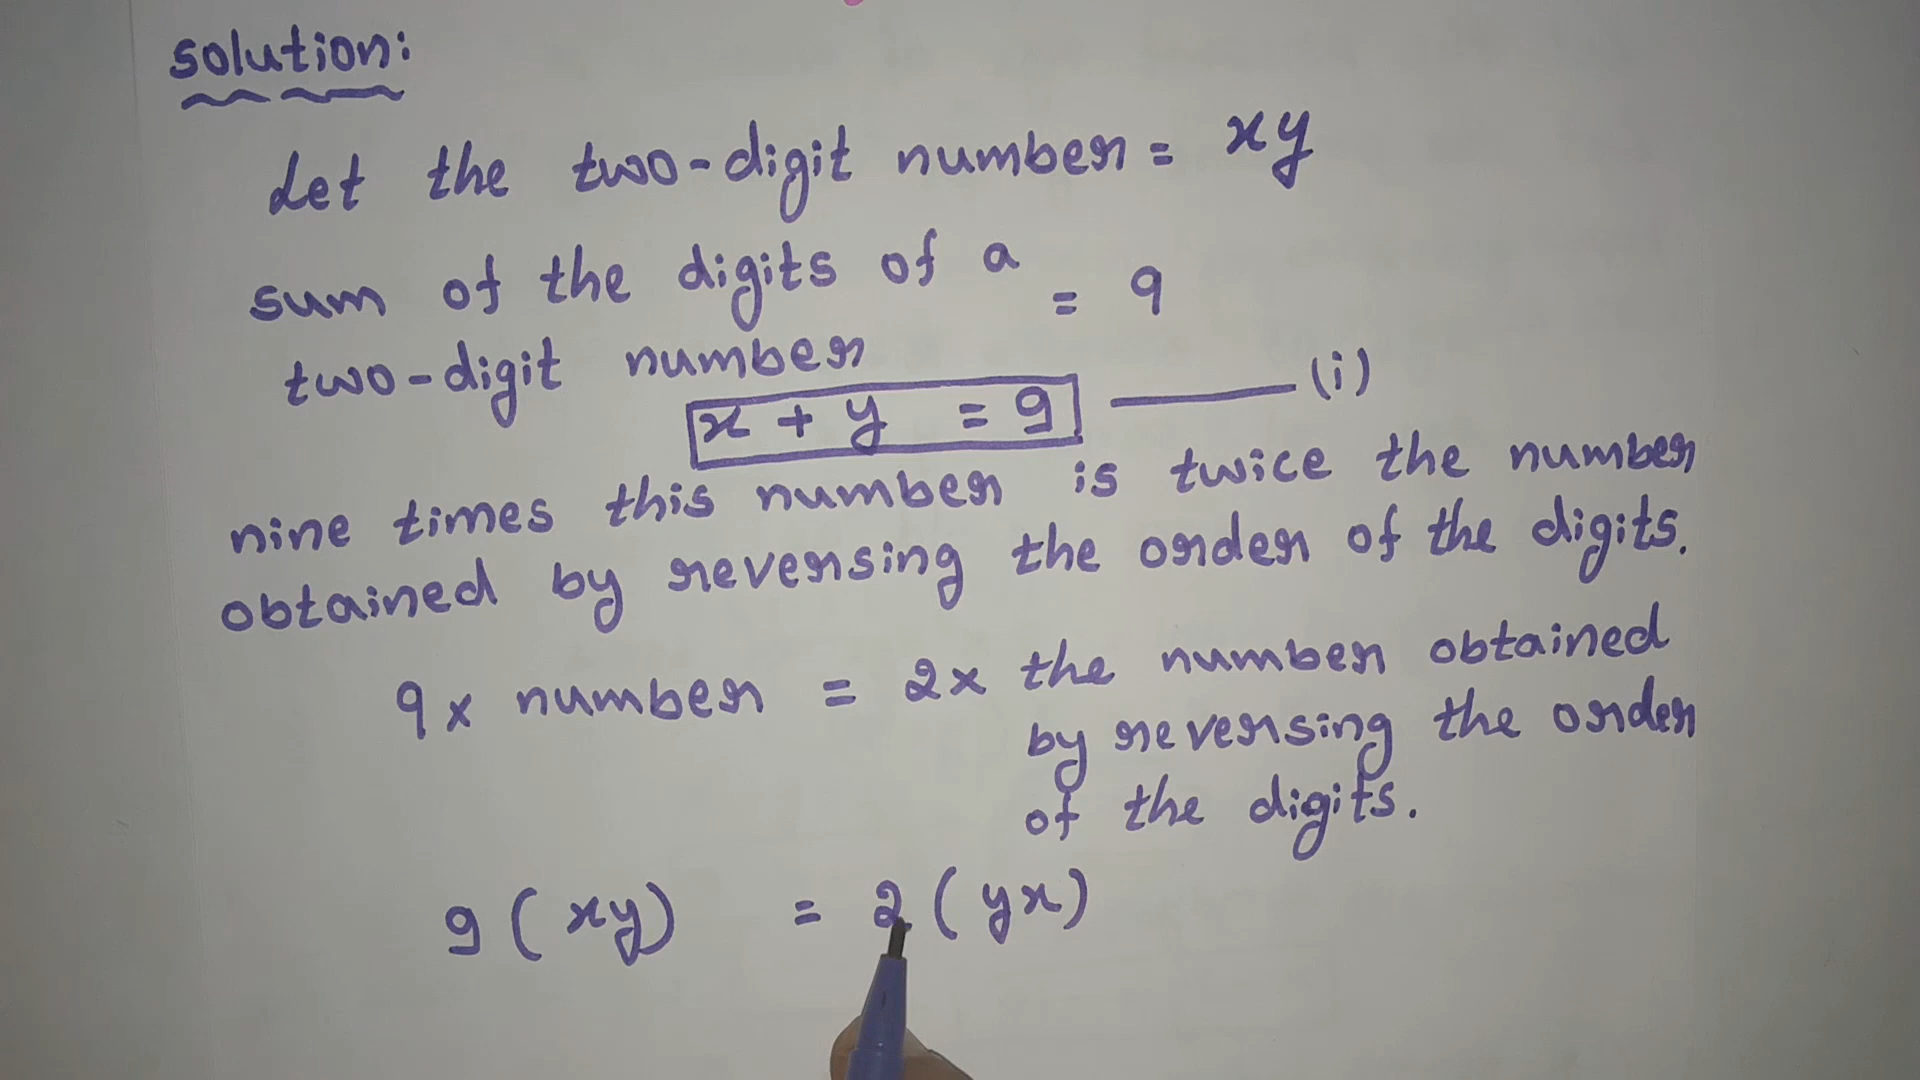 solution:
Let the two-digit number = xy
sum of the digits of a
two-digit number = 9
x + y = 9 (i)
nine times this number is twice the number
obtained by reversing the order of the digits.
9x number = 2x the number obtained
by reversing the order
of the digits.
9 (xy) = 2 (yx)